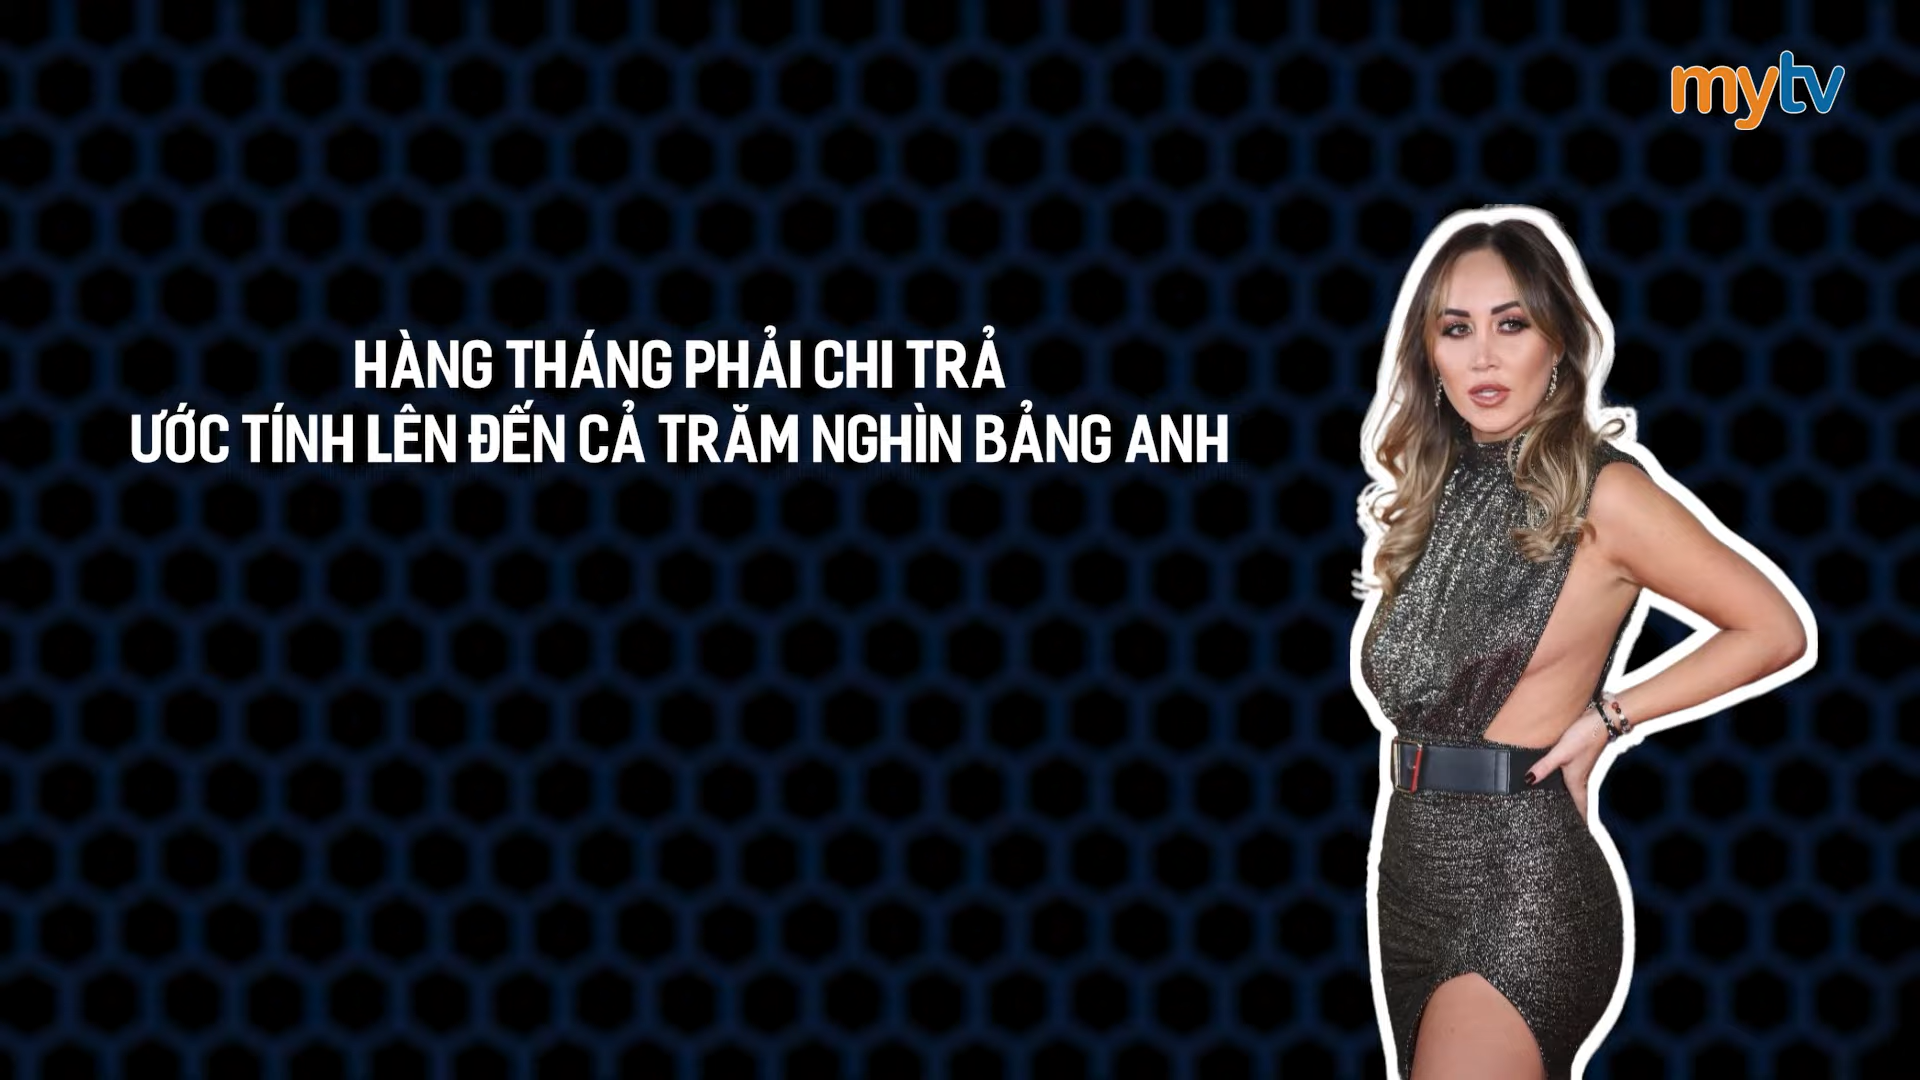 mytv
HÀNG THÁNG PHẢI CHI TRẢ
ƯỚC TÍNH LÊN ĐẾN CẢ TRĂM NGHÌN BẢNG ANH